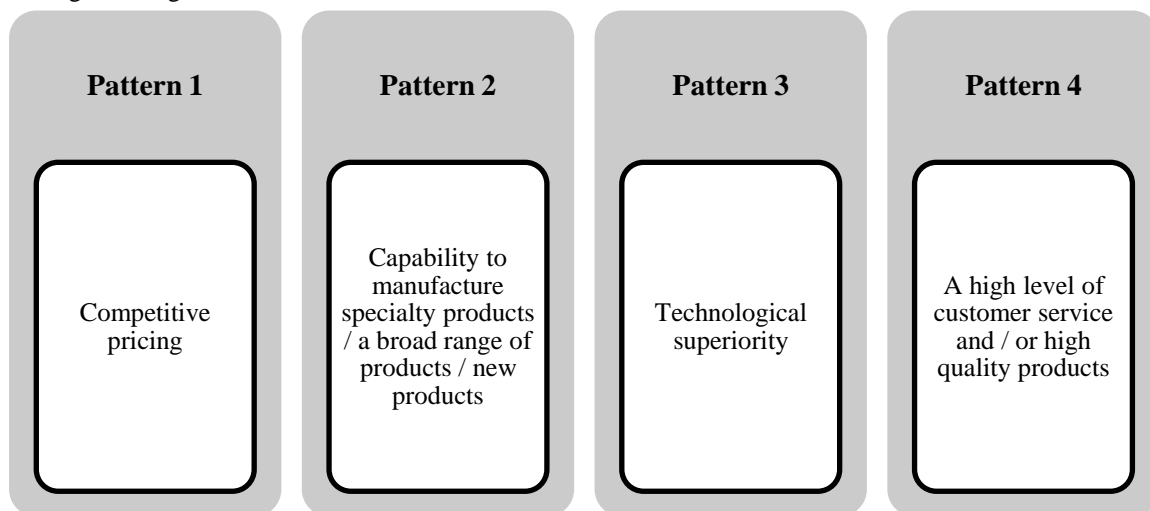 Pattern 1
Competitive
pricing
Pattern 2
Capability to
manufacture
specialty products
/ a broad range of
products / new
products
Pattern 3
Technological
superiority
Pattern 4
A high level of
customer service
and / or high
quality products